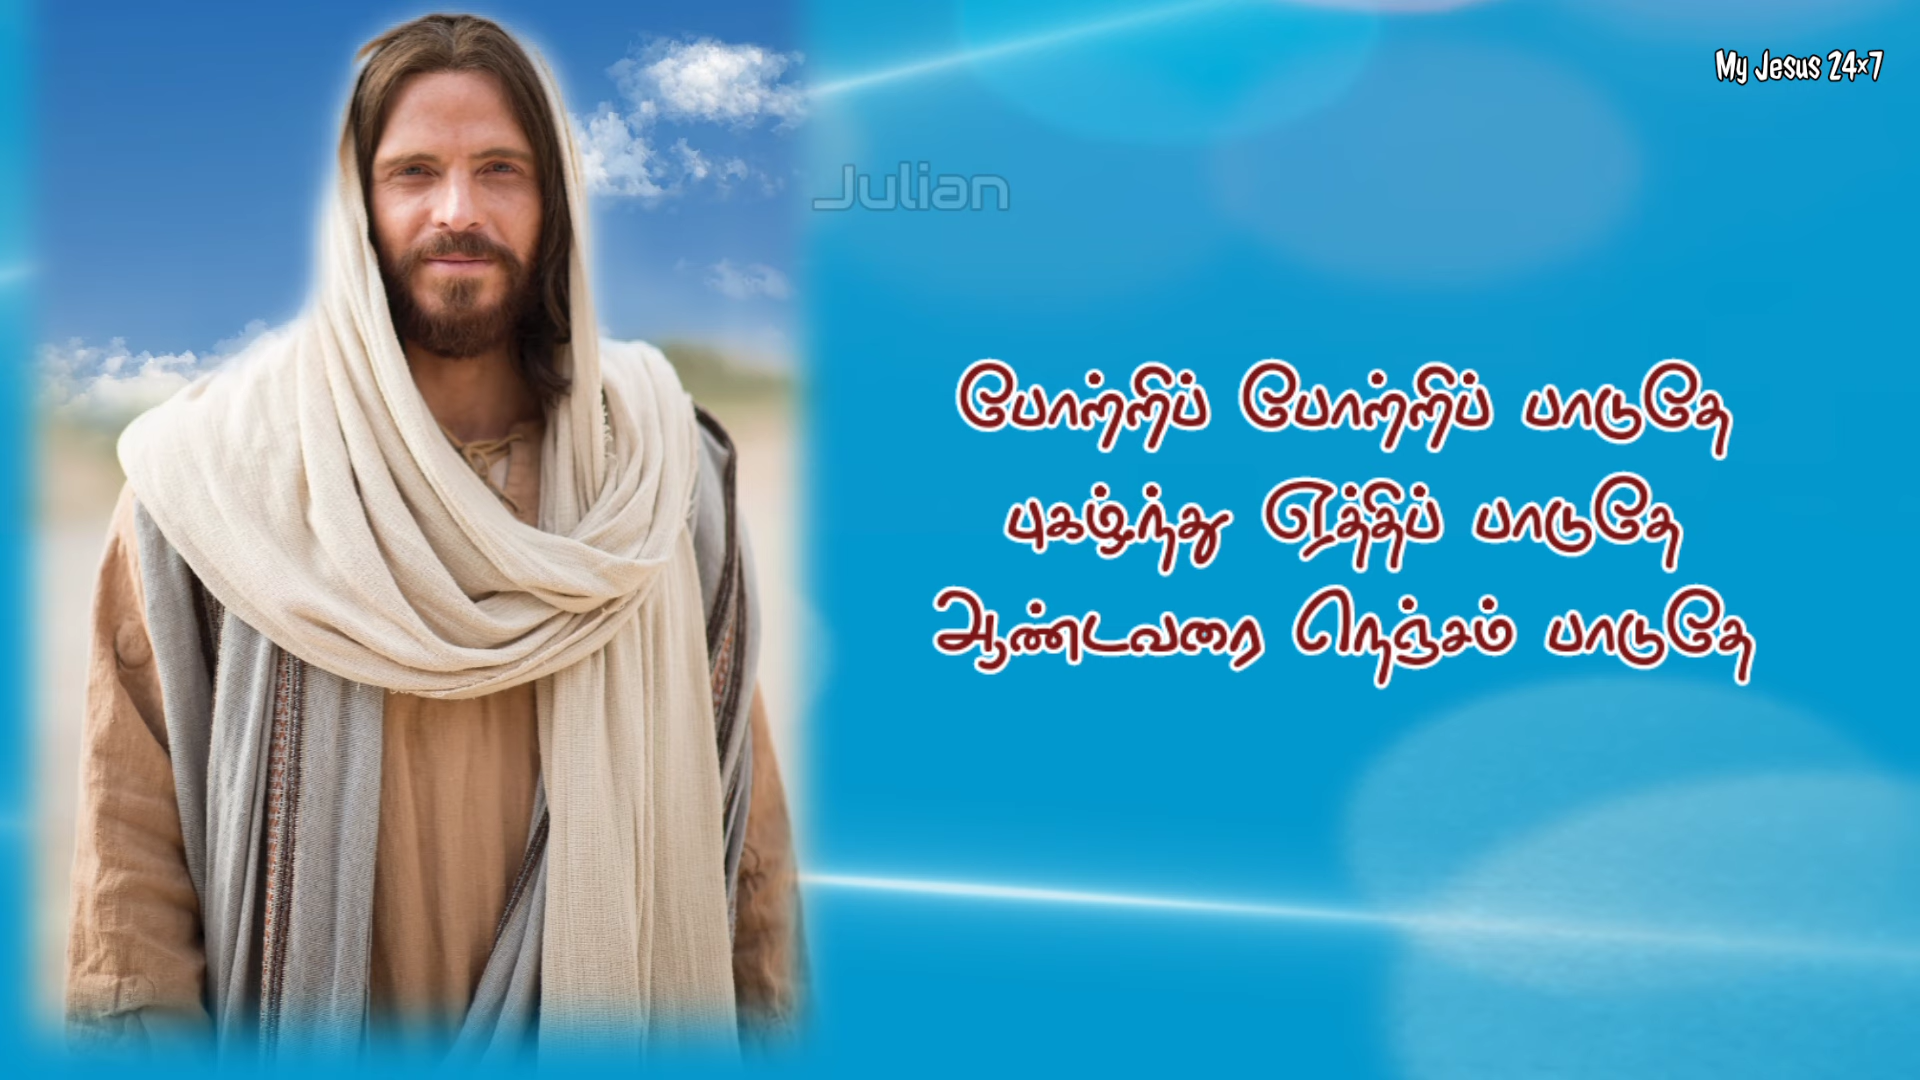 My Jesus 24×7
Julian
போற்றிப் போற்றிப் பாடுதே
புகழ்ந்து ஏத்திப் பாடுதே
ஆண்டவரை நெஞ்சம் பாடுதே